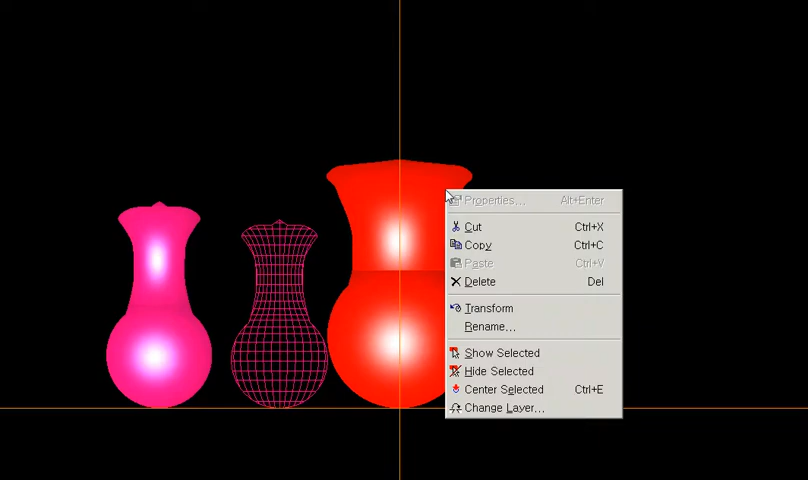 Properties... Alt+Enter
Cut Ctrl+X
Copy Ctrl+C
Paste Ctrl+V
Delete Del
Transform
Rename...
Show Selected
Hide Selected
Center Selected Ctrl+E
Change Layer...